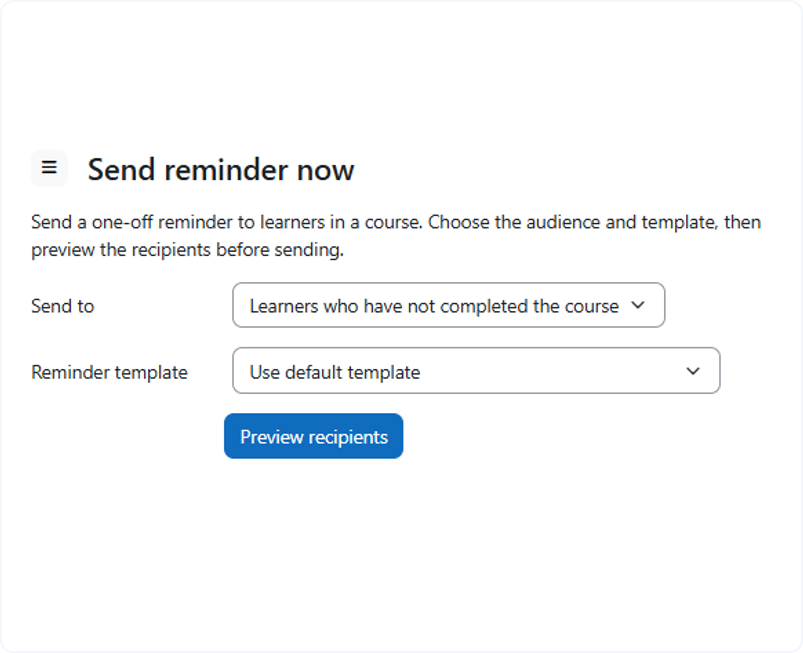 Send reminder now
Send a one-off reminder to learners in a course. Choose the audience and template, then
preview the recipients before sending.
Send to
Learners who have not completed the course
Reminder template
Use default template
Preview recipients